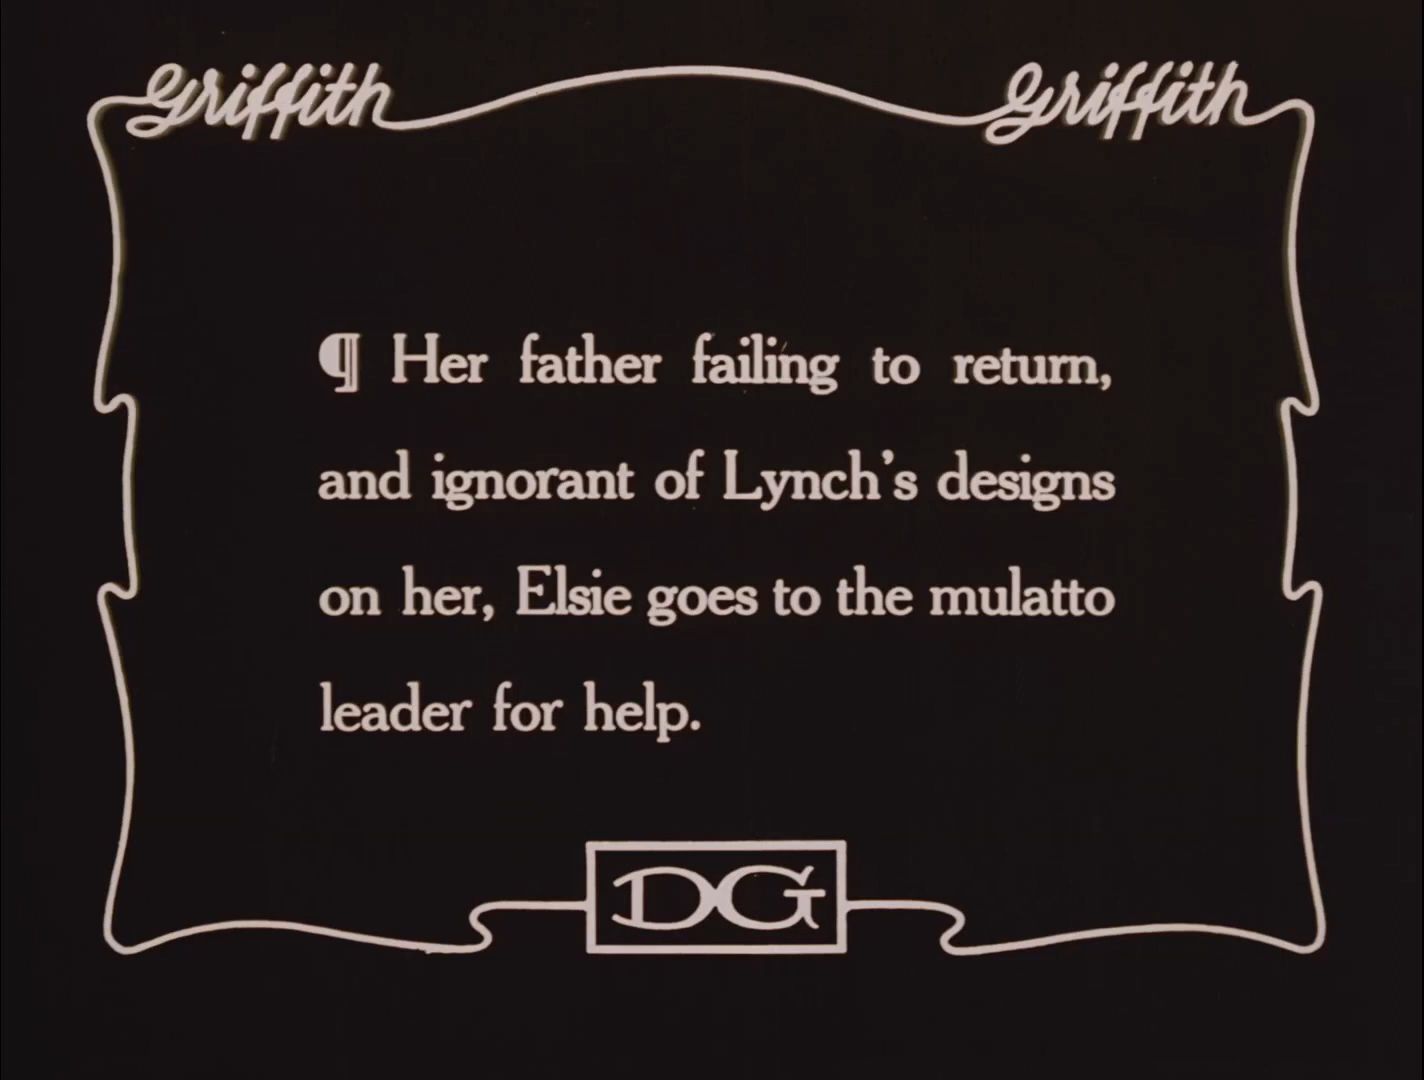 Griffith Griffith
¶ Her father failing to return,
and ignorant of Lynch's designs
on her, Elsie goes to the mulatto
leader for help.
DG